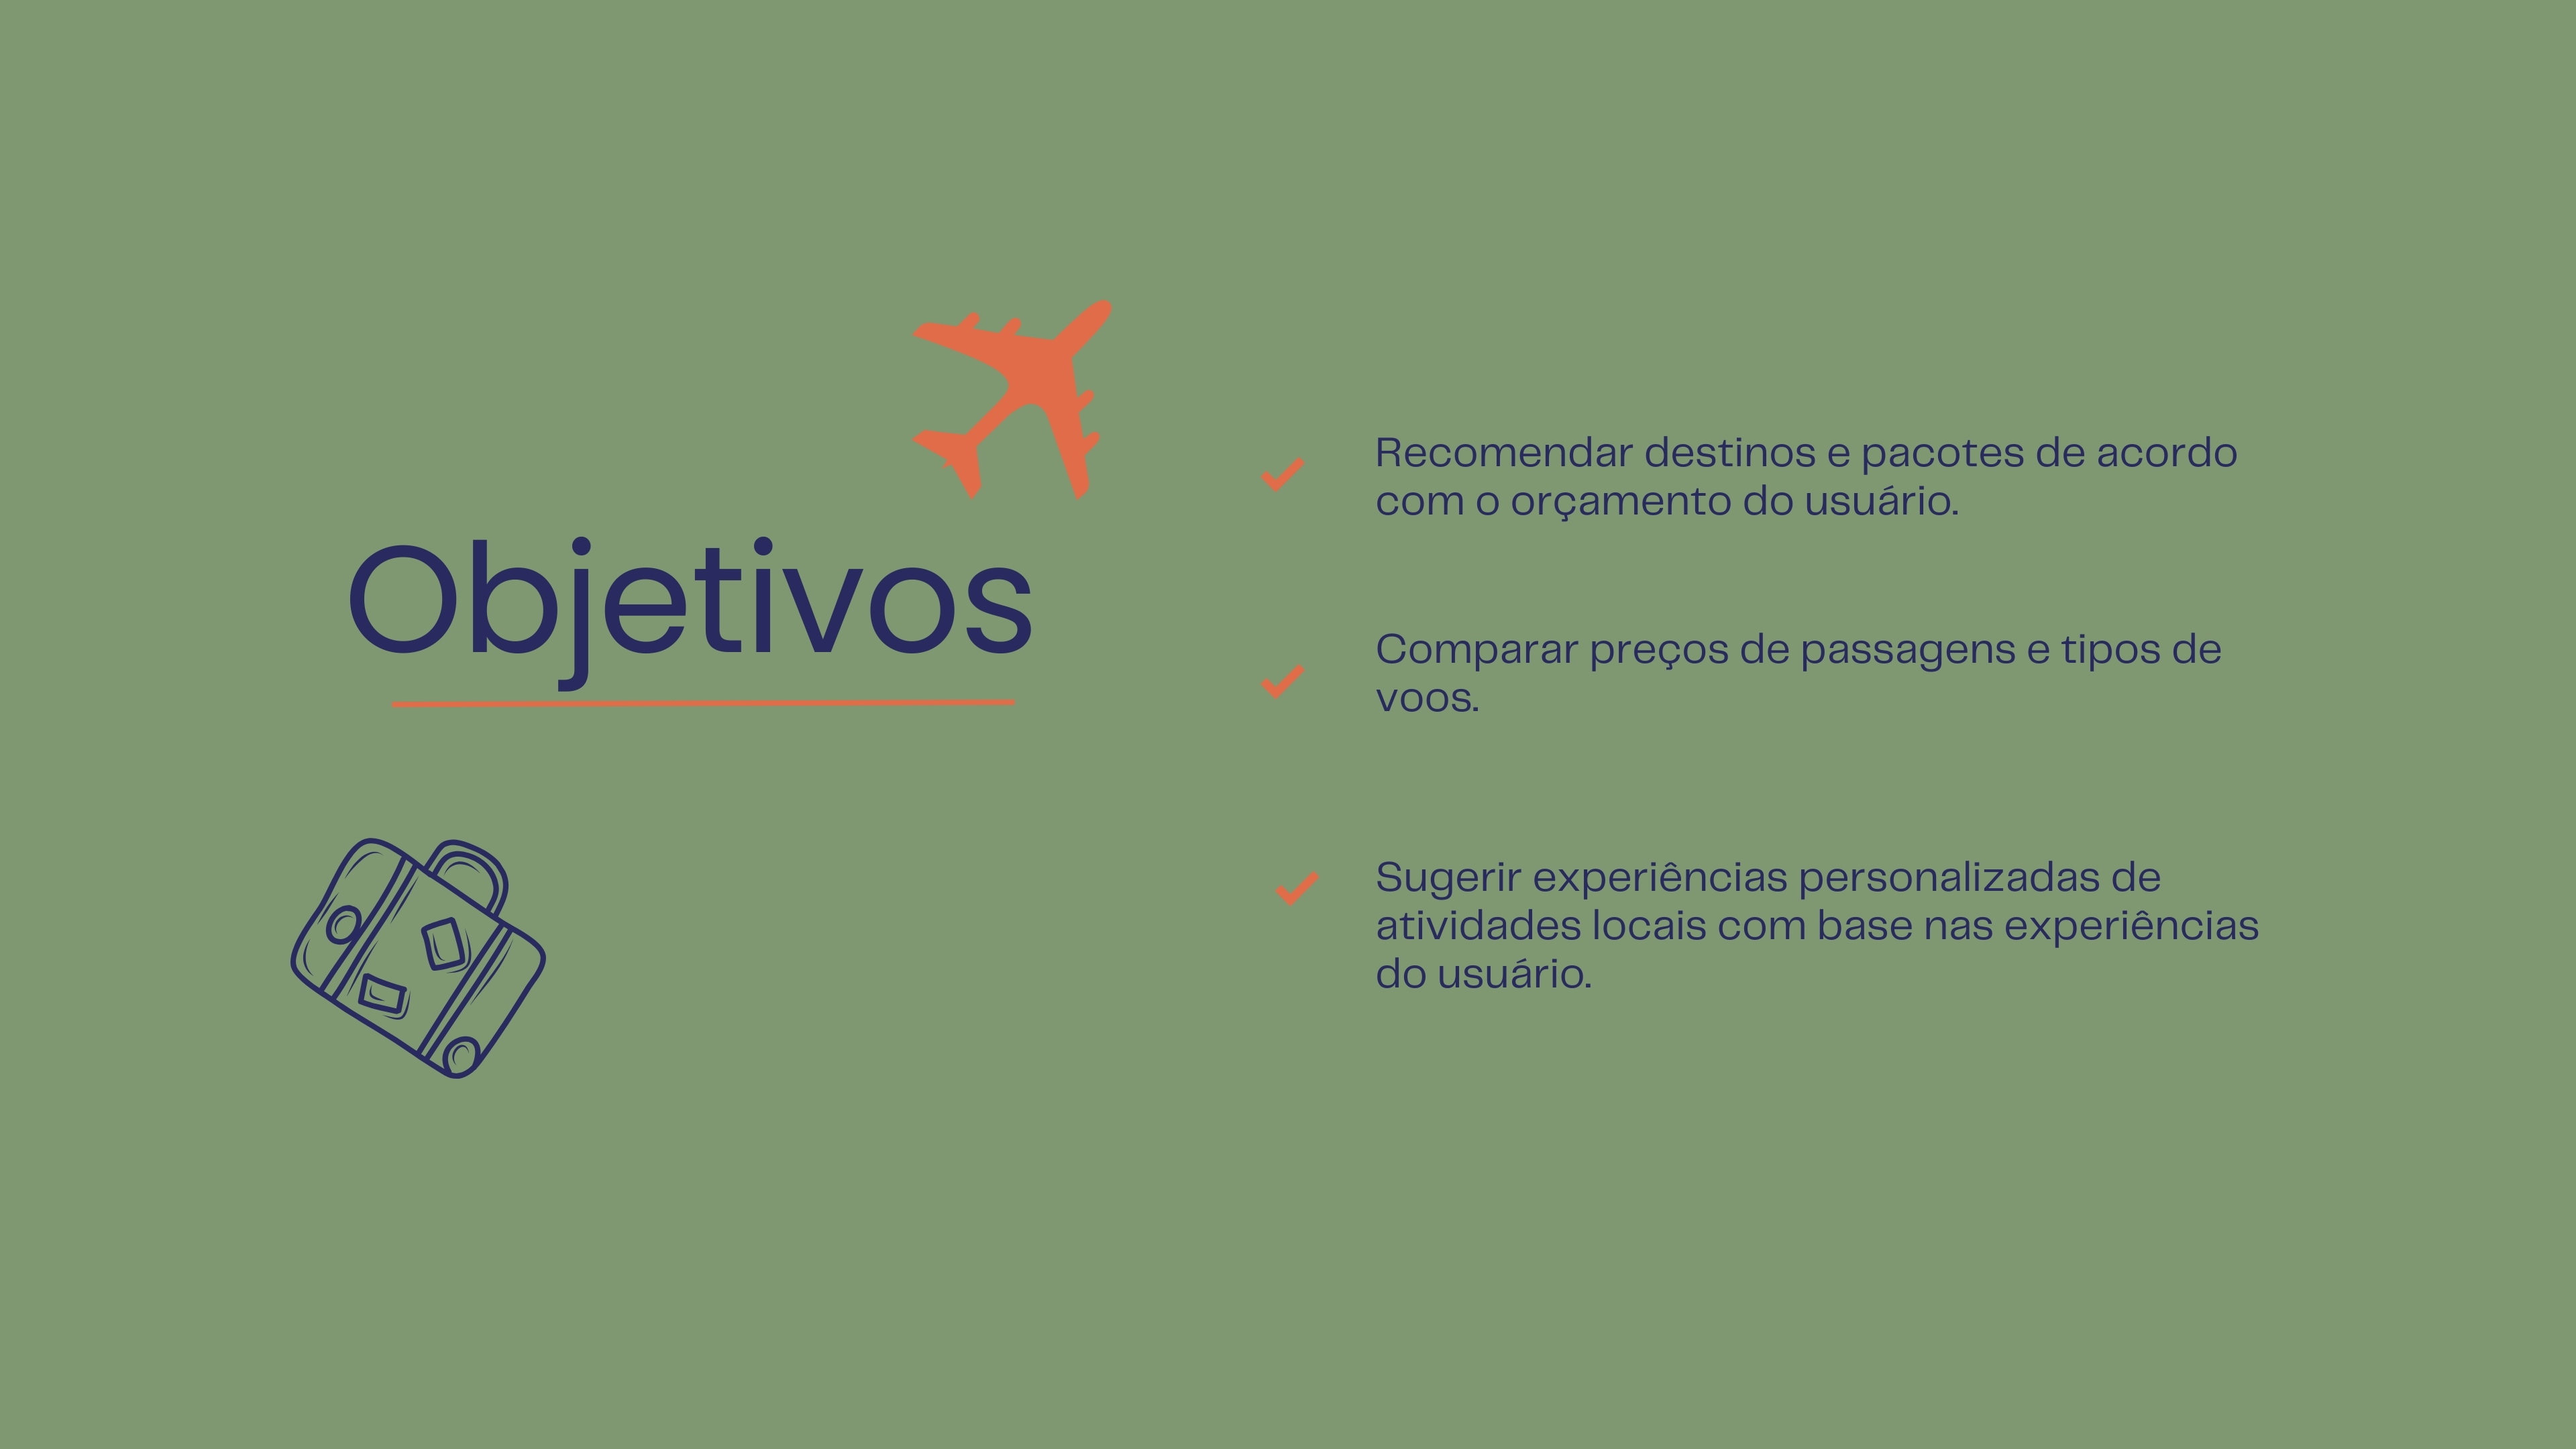 Objetivos
Recomendar destinos e pacotes de acordo
com o orçamento do usuário.
Comparar preços de passagens e tipos de
voos.
Sugerir experiências personalizadas de
atividades locais com base nas experiências
do usuário.